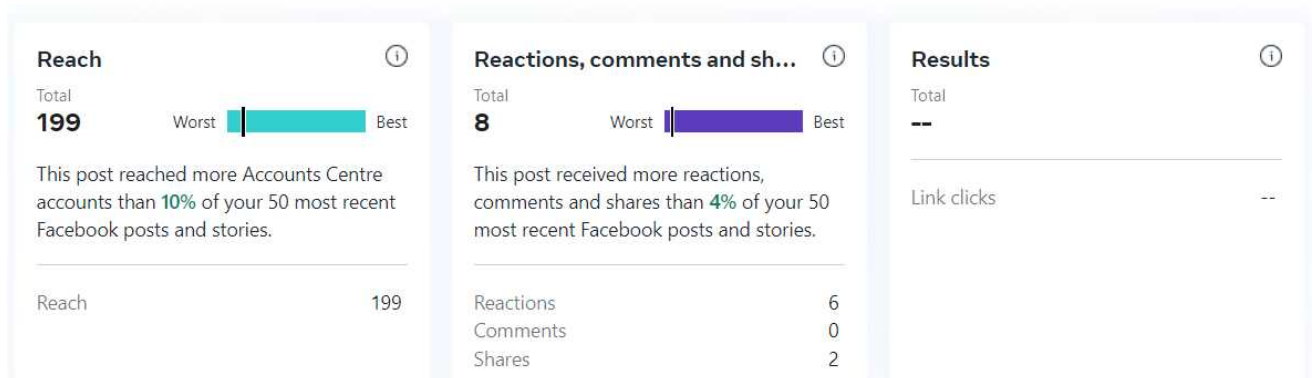 Reach
Total
199
Worst Best
This post reached more Accounts Centre
accounts than 10% of your 50 most recent
Facebook posts and stories.
Reach 199
Reactions, comments and sh...
Total
8
Worst Best
This post received more reactions,
comments and shares than 4% of your 50
most recent Facebook posts and stories.
Reactions 6
Comments 0
Shares 2
Results
Total
--
Link clicks --